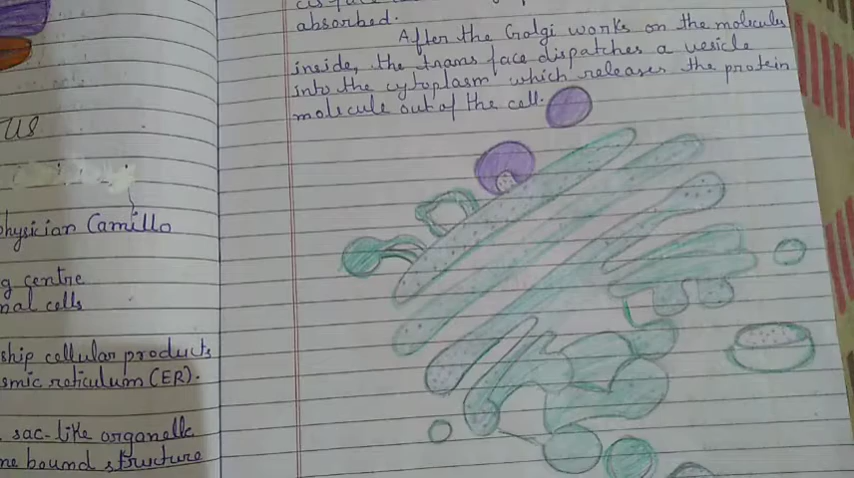 us
hysician Camillo
g centre
nal cells
ship cellular products
smic reticulum (ER).
sac-like organelle
ne bound structure
absorbed.
After the Golgi works on the molecules
inside, the trans face dispatches a vesicle
into the cytoplasm which releases the protein
molecule out of the cell.